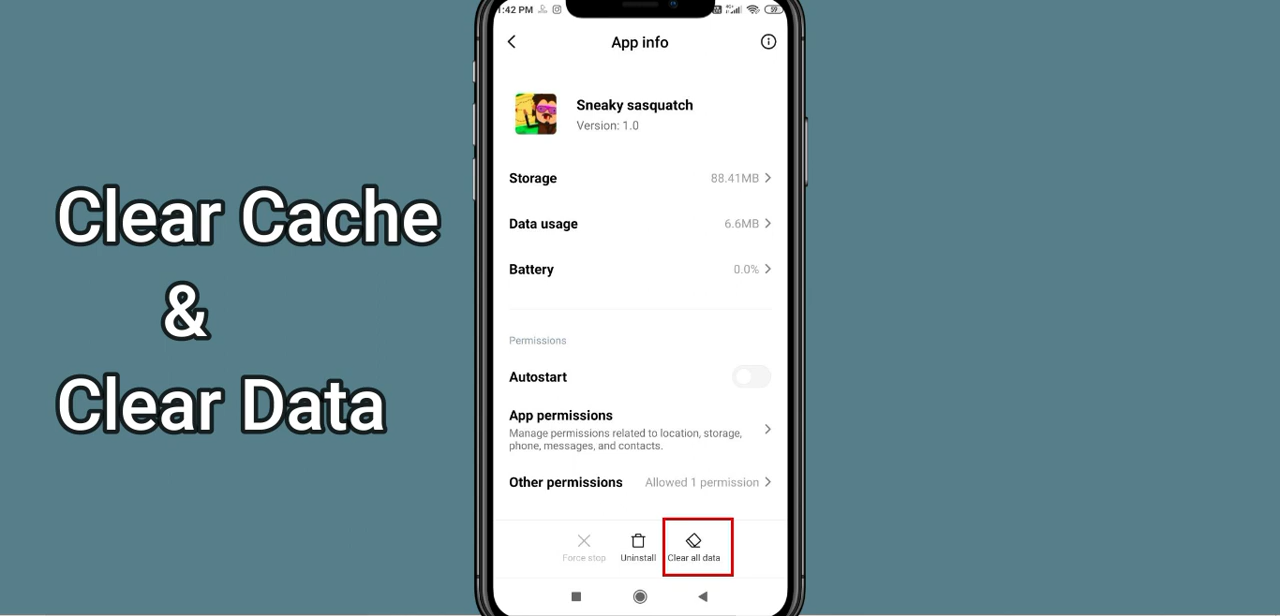 Clear Cache
&
Clear Data
1:42 PM
59
App info
Sneaky sasquatch
Version: 1.0
Storage 88.41MB
Data usage 6.6MB
Battery 0.0%
Permissions
Autostart
App permissions
Manage permissions related to location, storage,
phone, messages, and contacts.
Other permissions Allowed 1 permission
Force stop Uninstall Clear all data